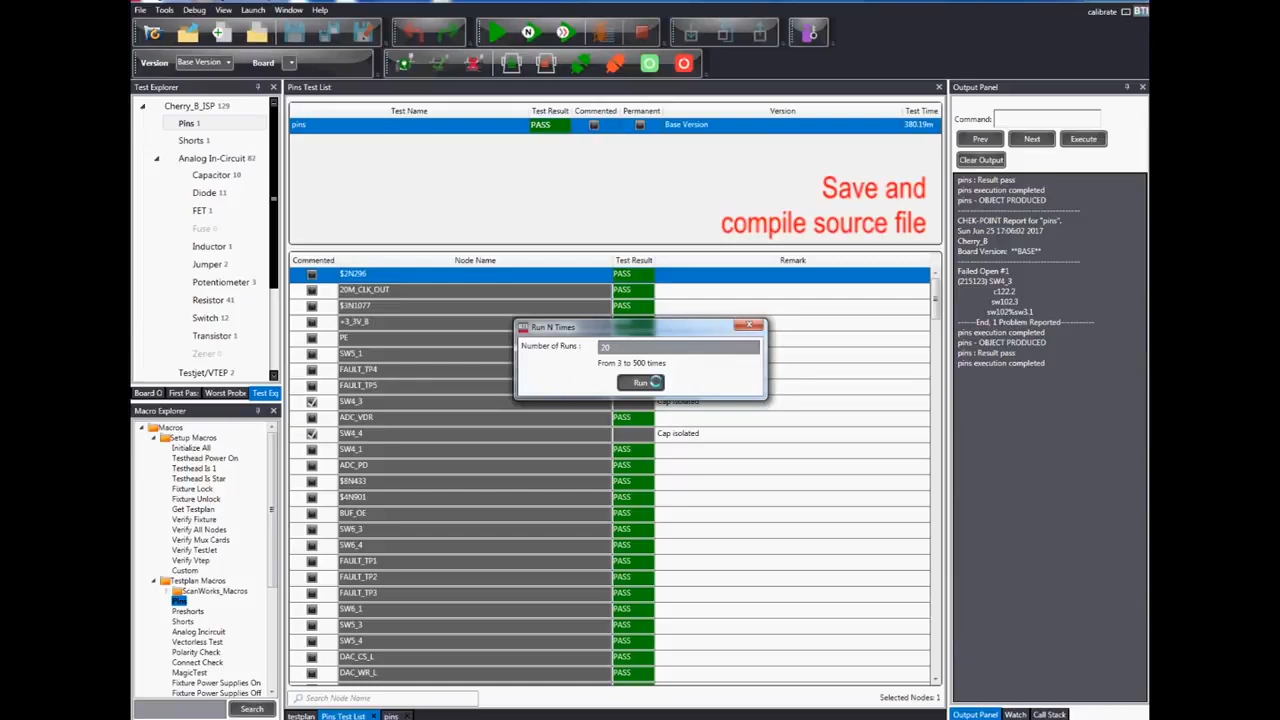 File Tools Debug View Launch Window Help
calibrate
BTI
N
Version Base Version Board
Test Explorer
Cherry_B_ISP 129
Pins 1
Shorts 1
Analog In-Circuit 82
Capacitor 10
Diode 11
FET 1
Fuse 0
Inductor 1
Jumper 2
Potentiometer 3
Resistor 41
Switch 12
Transistor 1
Zener 0
Testjet/VTEP 2
Board C First Pas: Worst Probe Test Exp
Macro Explorer
Macros
Setup Macros
Initialize All
Testhead Power On
Testhead Is 1
Testhead Is Star
Fixture Lock
Fixture Unlock
Get Testplan
Verify Fixture
Verify All Nodes
Verify Mux Cards
Verify TestJet
Verify Vtep
Custom
Testplan Macros
ScanWorks_Macros
Pins
Preshorts
Shorts
Analog Incircuit
Vectorless Test
Polarity Check
Connect Check
MagicTest
Fixture Power Supplies On
Fixture Power Supplies Off
Search
Pins Test List
Test Name Test Result Commented Permanent Version Test Time
pins PASS Base Version 380.19m
Save and
compile source file
Commented Node Name Test Result Remark
$2N296 PASS
20M_CLK_OUT PASS
$3N1077 PASS
+3_3V_B
PE
SW5_1
FAULT_TP4
FAULT_TP5
SW4_3 Cap isolated
ADC_VDR PASS
SW4_4 Cap isolated
SW4_1 PASS
ADC_PD PASS
$8N433 PASS
$4N901 PASS
BUF_OE PASS
SW6_3 PASS
SW6_4 PASS
FAULT_TP1 PASS
FAULT_TP2 PASS
FAULT_TP3 PASS
SW6_1 PASS
SW5_3 PASS
SW5_4 PASS
DAC_CS_L PASS
DAC_WR_L PASS
Run N Times
Number of Runs : 20
From 3 to 500 times
Run
Search Node Name
Selected Nodes: 1
testplan Pins Test List pins
Output Panel
Command:
Prev Next Execute
Clear Output
pins : Result pass
pins execution completed
pins - OBJECT PRODUCED
----------------------------------------
CHEK-POINT Report for "pins".
Sun Jun 25 17:06:02 2017
Cherry_B
Board Version: **BASE**
----------------------------------------
Failed Open #1
(215123) SW4_3
c122.2
sw102.3
sw102%sw3.1
------End, 1 Problem Reported------
pins execution completed
pins - OBJECT PRODUCED
pins : Result pass
pins execution completed
Output Panel Watch Call Stack